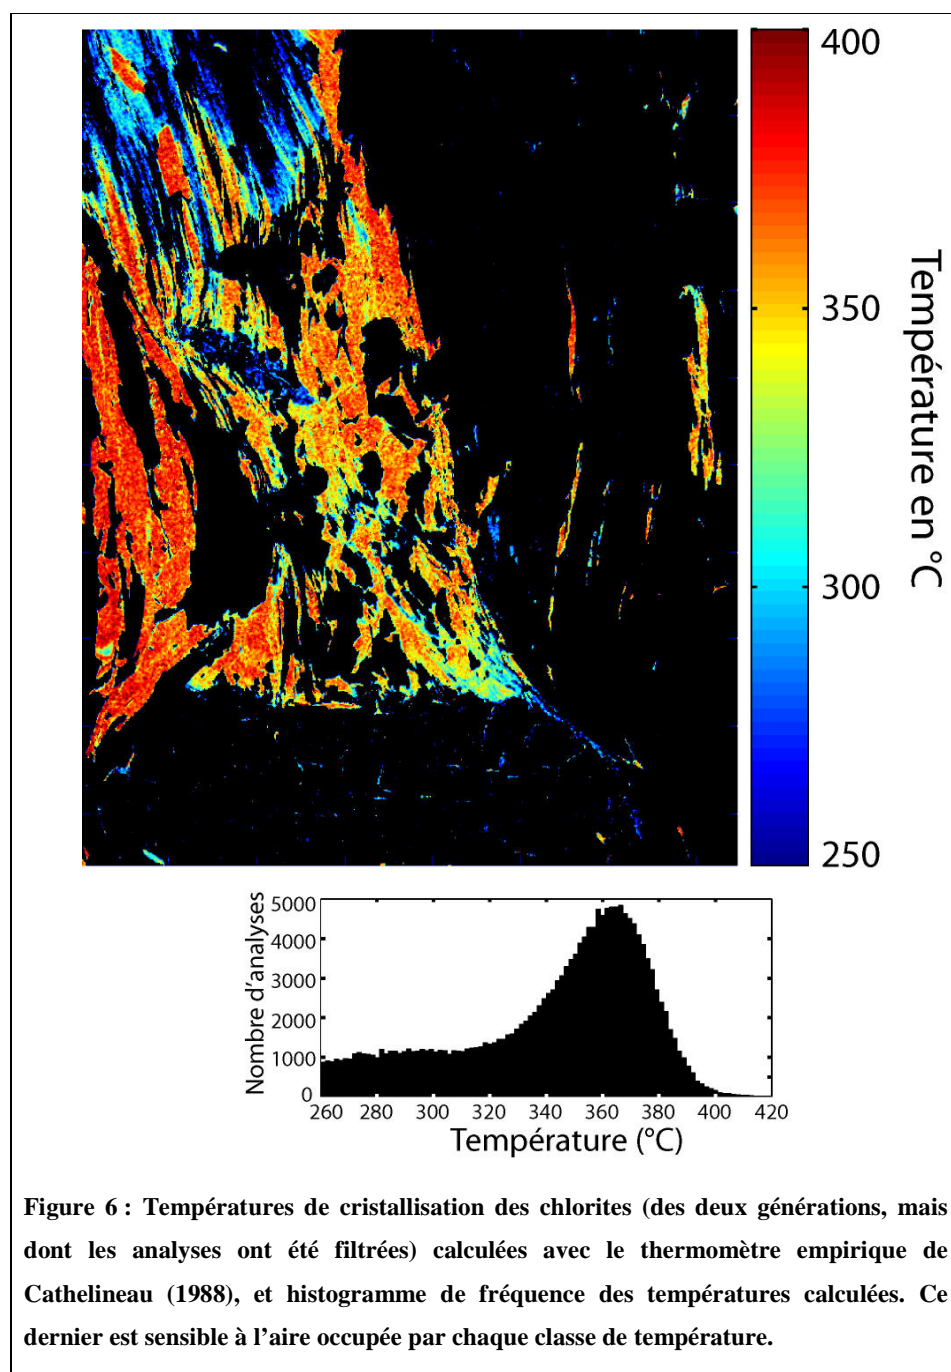 400
350
300
250
Température en °C
5000
4000
3000
2000
1000
0
Nombre d'analyses
260 280 300 320 340 360 380 400 420
Température (°C)
Figure 6 : Températures de cristallisation des chlorites (des deux générations, mais
dont les analyses ont été filtrées) calculées avec le thermomètre empirique de
Cathelineau (1988), et histogramme de fréquence des températures calculées. Ce
dernier est sensible à l'aire occupée par chaque classe de température.